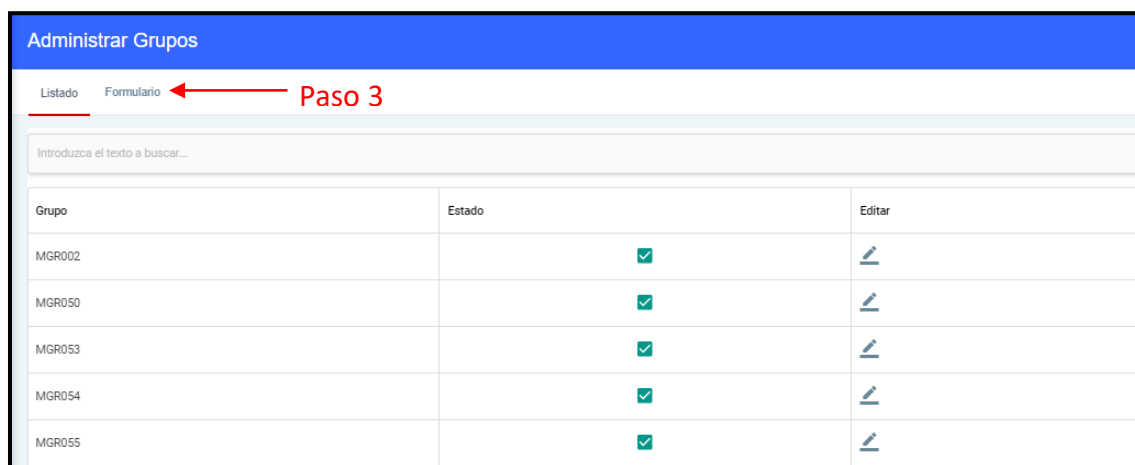 Administrar Grupos
Listado Formulario Paso 3
Introduzca el texto a buscar...
Grupo Estado Editar
MGR002
MGR050
MGR053
MGR054
MGR055